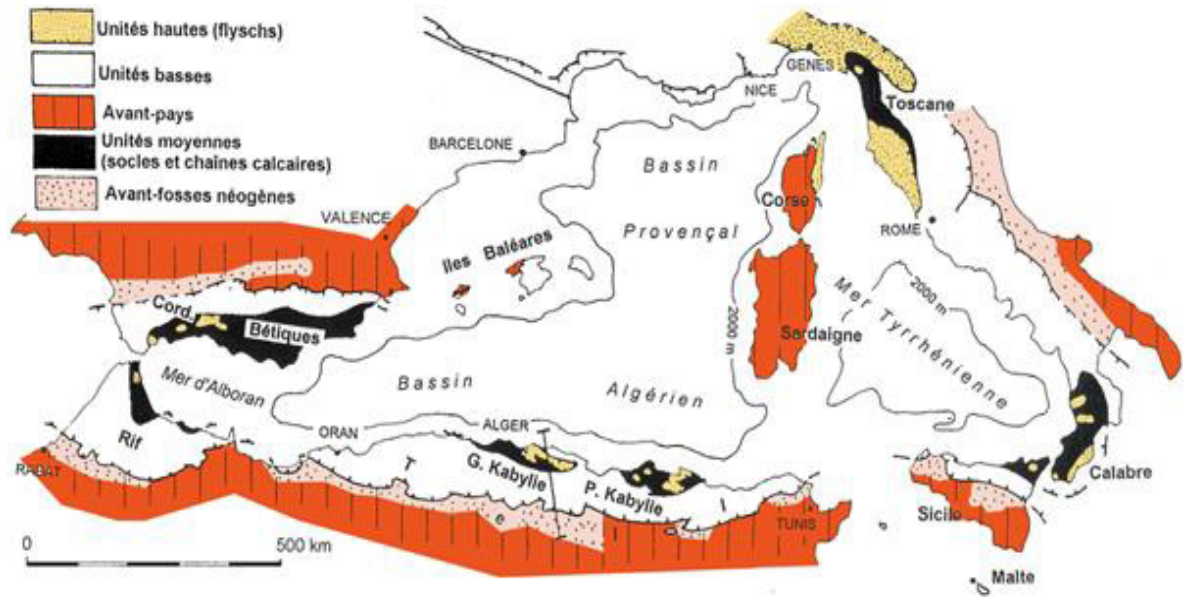 Unités hautes (flyschs)
Unités basses
Avant-pays
Unités moyennes
(socles et chaînes calcaires)
Avant-fosses néogènes
GENES
NICE
Toscane
BARCELONE
Bassin
Corse
VALENCE
Provençal
ROME
Iles Baléares
2000 m
Cord.
Bétiques
2000 m
Sardaigne
Mer Tyrrhénienne
Mer d'Alboran
Bassin
Algérien
ORAN
ALGER
Rif
RABAT
T
G. Kabylie
P. Kabylie
l
Calabre
e
TUNIS
Sicile
0
500 km
Malte